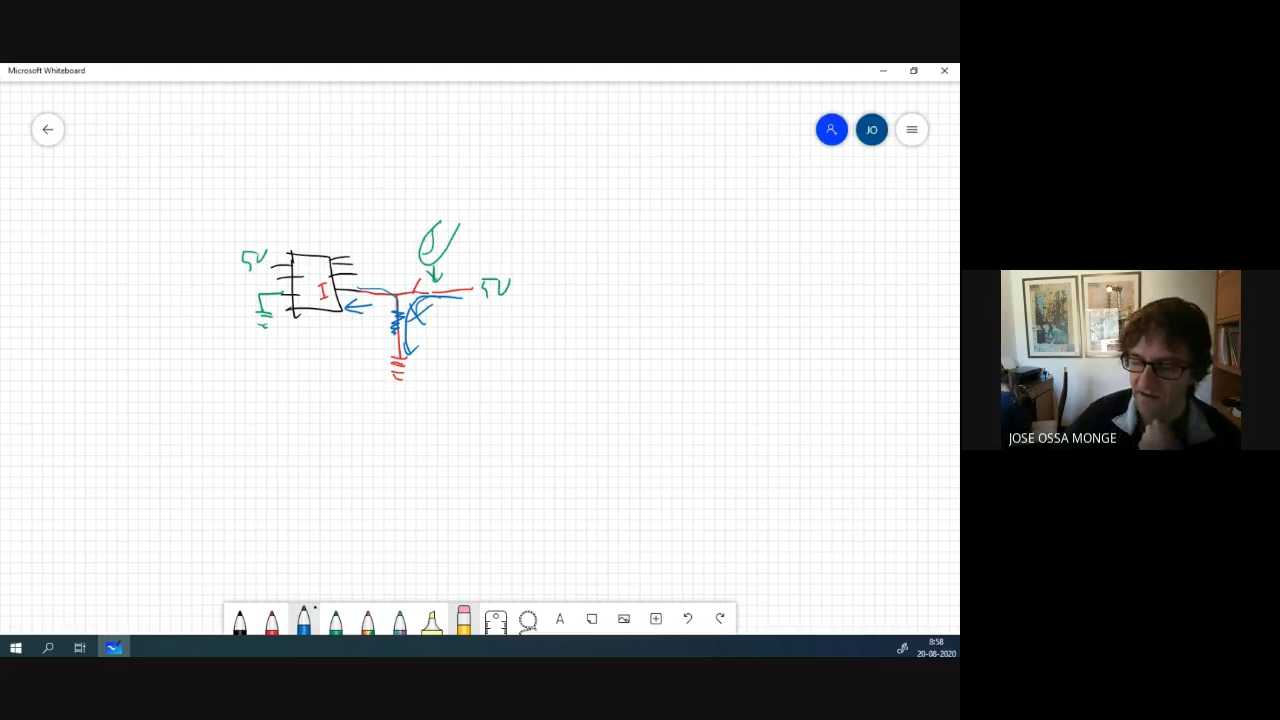 Microsoft Whiteboard
JO
5V
I
5V
JOSE OSSA MONGE
A
8:58
20-08-2020